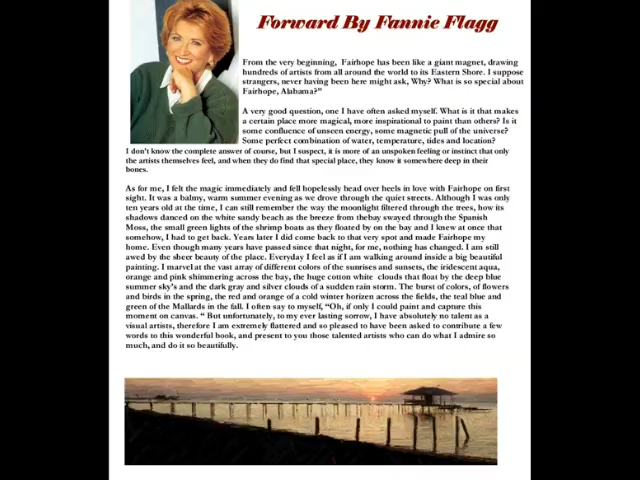 Forward By Fannie Flagg
From the very beginning, Fairhope has been like a giant magnet, drawing
hundreds of artists from all around the world to its Eastern Shore. I suppose
strangers, never having been here might ask, Why? What is so special about
Fairhope, Alabama?"
A very good question, one I have often asked myself. What is it that makes
a certain place more magical, more inspirational to paint than others? Is it
some confluence of unseen energy, some magnetic pull of the universe?
Some perfect combination of water, temperature, tides and location?
I don't know the complete answer of course, but I suspect, it is more of an unspoken feeling or instinct that only
the artists themselves feel, and when they do find that special place, they know it somewhere deep in their
bones.
As for me, I felt the magic immediately and fell hopelessly head over heels in love with Fairhope on first
sight. It was a balmy, warm summer evening as we drove through the quiet streets. Although I was only
ten years old at the time, I can still remember the way the moonlight filtered through the trees, how its
shadows danced on the white sandy beach as the breeze from thebay swayed through the Spanish
Moss, the small green lights of the shrimp boats as they floated by on the bay and I knew at once that
somehow, I had to get back. Years later I did come back to that very spot and made Fairhope my
home. Even though many years have passed since that night, for me, nothing has changed. I am still
awed by the sheer beauty of the place. Everyday I feel as if I am walking around inside a big beautiful
painting. I marvel at the vast array of different colors of the sunrises and sunsets, the iridescent aqua,
orange and pink shimmering across the bay, the huge cotton white clouds that float by the deep blue
summer sky's and the dark gray and silver clouds of a sudden rain storm. The burst of colors, of flowers
and birds in the spring, the red and orange of a cold winter horizen across the fields, the teal blue and
green of the Mallards in the fall. I often say to myself, "Oh, if only I could paint and capture this
moment on canvas. " But unfortunately, to my ever lasting sorrow, I have absolutely no talent as a
visual artists, therefore I am extremely flattered and so pleased to have been asked to contribute a few
words to this wonderful book, and present to you those talented artists who can do what I admire so
much, and do it so beautifully.